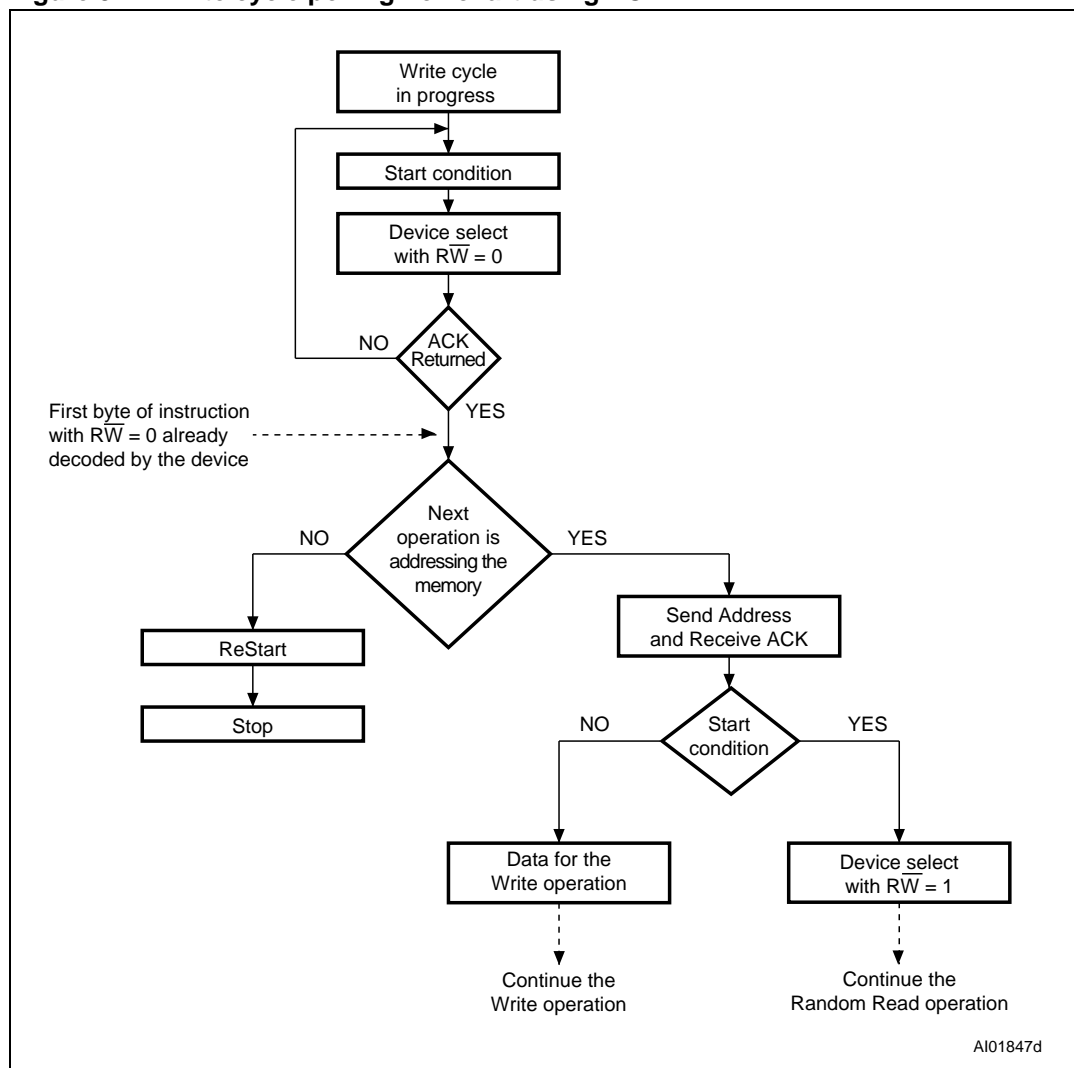 Write cycle
in progress
Start condition
Device select
with RW̅ = 0
ACK
Returned
NO
YES
First byte of instruction
with RW̅ = 0 already
decoded by the device
Next
operation is
addressing the
memory
NO
YES
Send Address
and Receive ACK
ReStart
Stop
Start
condition
NO
YES
Data for the
Write operation
Device select
with RW̅ = 1
Continue the
Write operation
Continue the
Random Read operation
AI01847d